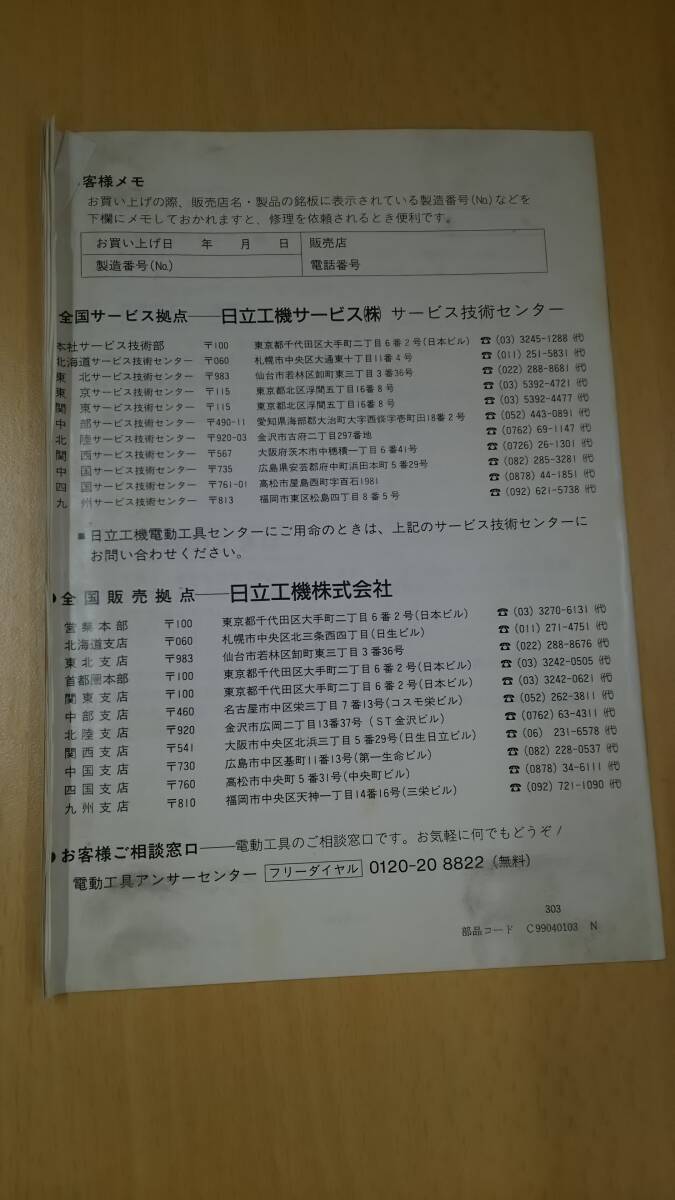 客様メモ
お買い上げの際、販売店名・製品の銘板に表示されている製造番号(No.)などを
下欄にメモしておかれますと、修理を依頼されるとき便利です。
お買い上げ日　年　月　日　販売店
製造番号(No.)　電話番号
全国サービス拠点――日立工機サービス㈱ サービス技術センター
本社サービス技術部 〒100 東京都千代田区大手町二丁目6番2号(日本ビル) ☎(03) 3245-1288 ㈹
北海道サービス技術センター 〒060 札幌市中央区大通東十丁目11番4号 ☎(011) 251-5831 ㈹
東　北サービス技術センター 〒983 仙台市若林区卸町東三丁目3番36号 ☎(022) 288-8681 ㈹
東　京サービス技術センター 〒115 東京都北区浮間五丁目16番8号 ☎(03) 5392-4721 ㈹
関　東サービス技術センター 〒115 東京都北区浮間五丁目16番8号 ☎(03) 5392-4477 ㈹
中　部サービス技術センター 〒490-11 愛知県海部郡大治町大字西條字壱町田18番2号 ☎(052) 443-0891 ㈹
北　陸サービス技術センター 〒920-03 金沢市古府二丁目297番地 ☎(0762) 69-1147 ㈹
関　西サービス技術センター 〒567 大阪府茨木市中穂積一丁目6番41号 ☎(0726) 26-1301 ㈹
中　国サービス技術センター 〒735 広島県安芸郡府中町浜田本町5番29号 ☎(082) 285-3281 ㈹
四　国サービス技術センター 〒761-01 高松市屋島西町字百石1981 ☎(0878) 44-1851 ㈹
九　州サービス技術センター 〒813 福岡市東区松島四丁目8番5号 ☎(092) 621-5738 ㈹
■日立工機電動工具センターにご用命のときは、上記のサービス技術センターに
お問い合わせください。
●全国販売拠点――日立工機株式会社
営業本部 〒100 東京都千代田区大手町二丁目6番2号(日本ビル) ☎(03) 3270-6131 ㈹
北海道支店 〒060 札幌市中央区北三条西四丁目(日生ビル) ☎(011) 271-4751 ㈹
東北支店 〒983 仙台市若林区卸町東三丁目3番36号 ☎(022) 288-8676 ㈹
首都圏本部 〒100 東京都千代田区大手町二丁目6番2号(日本ビル) ☎(03) 3242-0505 ㈹
関東支店 〒100 東京都千代田区大手町二丁目6番2号(日本ビル) ☎(03) 3242-0621 ㈹
中部支店 〒460 名古屋市中区栄三丁目7番13号(コスモ栄ビル) ☎(052) 262-3811 ㈹
北陸支店 〒920 金沢市広岡二丁目13番37号(ST金沢ビル) ☎(0762) 63-4311 ㈹
関西支店 〒541 大阪市中央区北浜三丁目5番29号(日生日立ビル) ☎(06) 231-6578 ㈹
中国支店 〒730 広島市中区基町11番13号(第一生命ビル) ☎(082) 228-0537 ㈹
四国支店 〒760 高松市中央町5番31号(中央町ビル) ☎(0878) 34-6111 ㈹
九州支店 〒810 福岡市中央区天神一丁目14番16号(三栄ビル) ☎(092) 721-1090 ㈹
●お客様ご相談窓口――電動工具のご相談窓口です。お気軽に何でもどうぞ！
電動工具アンサーセンター フリーダイヤル 0120-20 8822 (無料)
303
部品コード C99040103 N